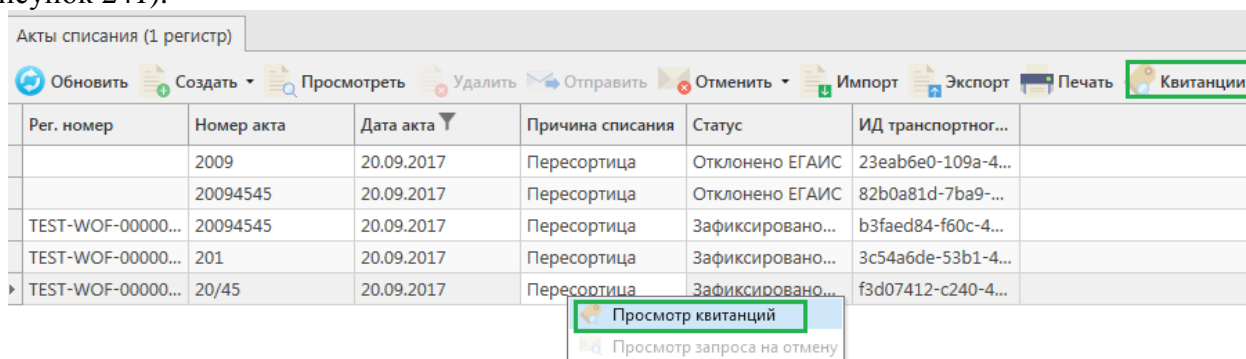 исунок 241).
Акты списания (1 регистр)
Обновить Создать Просмотреть Удалить Отправить Отменить Импорт Экспорт Печать Квитанции
Рег. номер Номер акта Дата акта Причина списания Статус ИД транспортног...
2009 20.09.2017 Пересортица Отклонено ЕГАИС 23eab6e0-109a-4...
20094545 20.09.2017 Пересортица Отклонено ЕГАИС 82b0a81d-7ba9-...
TEST-WOF-00000... 20094545 20.09.2017 Пересортица Зафиксировано... b3faed84-f60c-4...
TEST-WOF-00000... 201 20.09.2017 Пересортица Зафиксировано... 3c54a6de-53b1-4...
TEST-WOF-00000... 20/45 20.09.2017 Пересортица Зафиксировано... f3d07412-c240-4...
Просмотр квитанций
Просмотр запроса на отмену